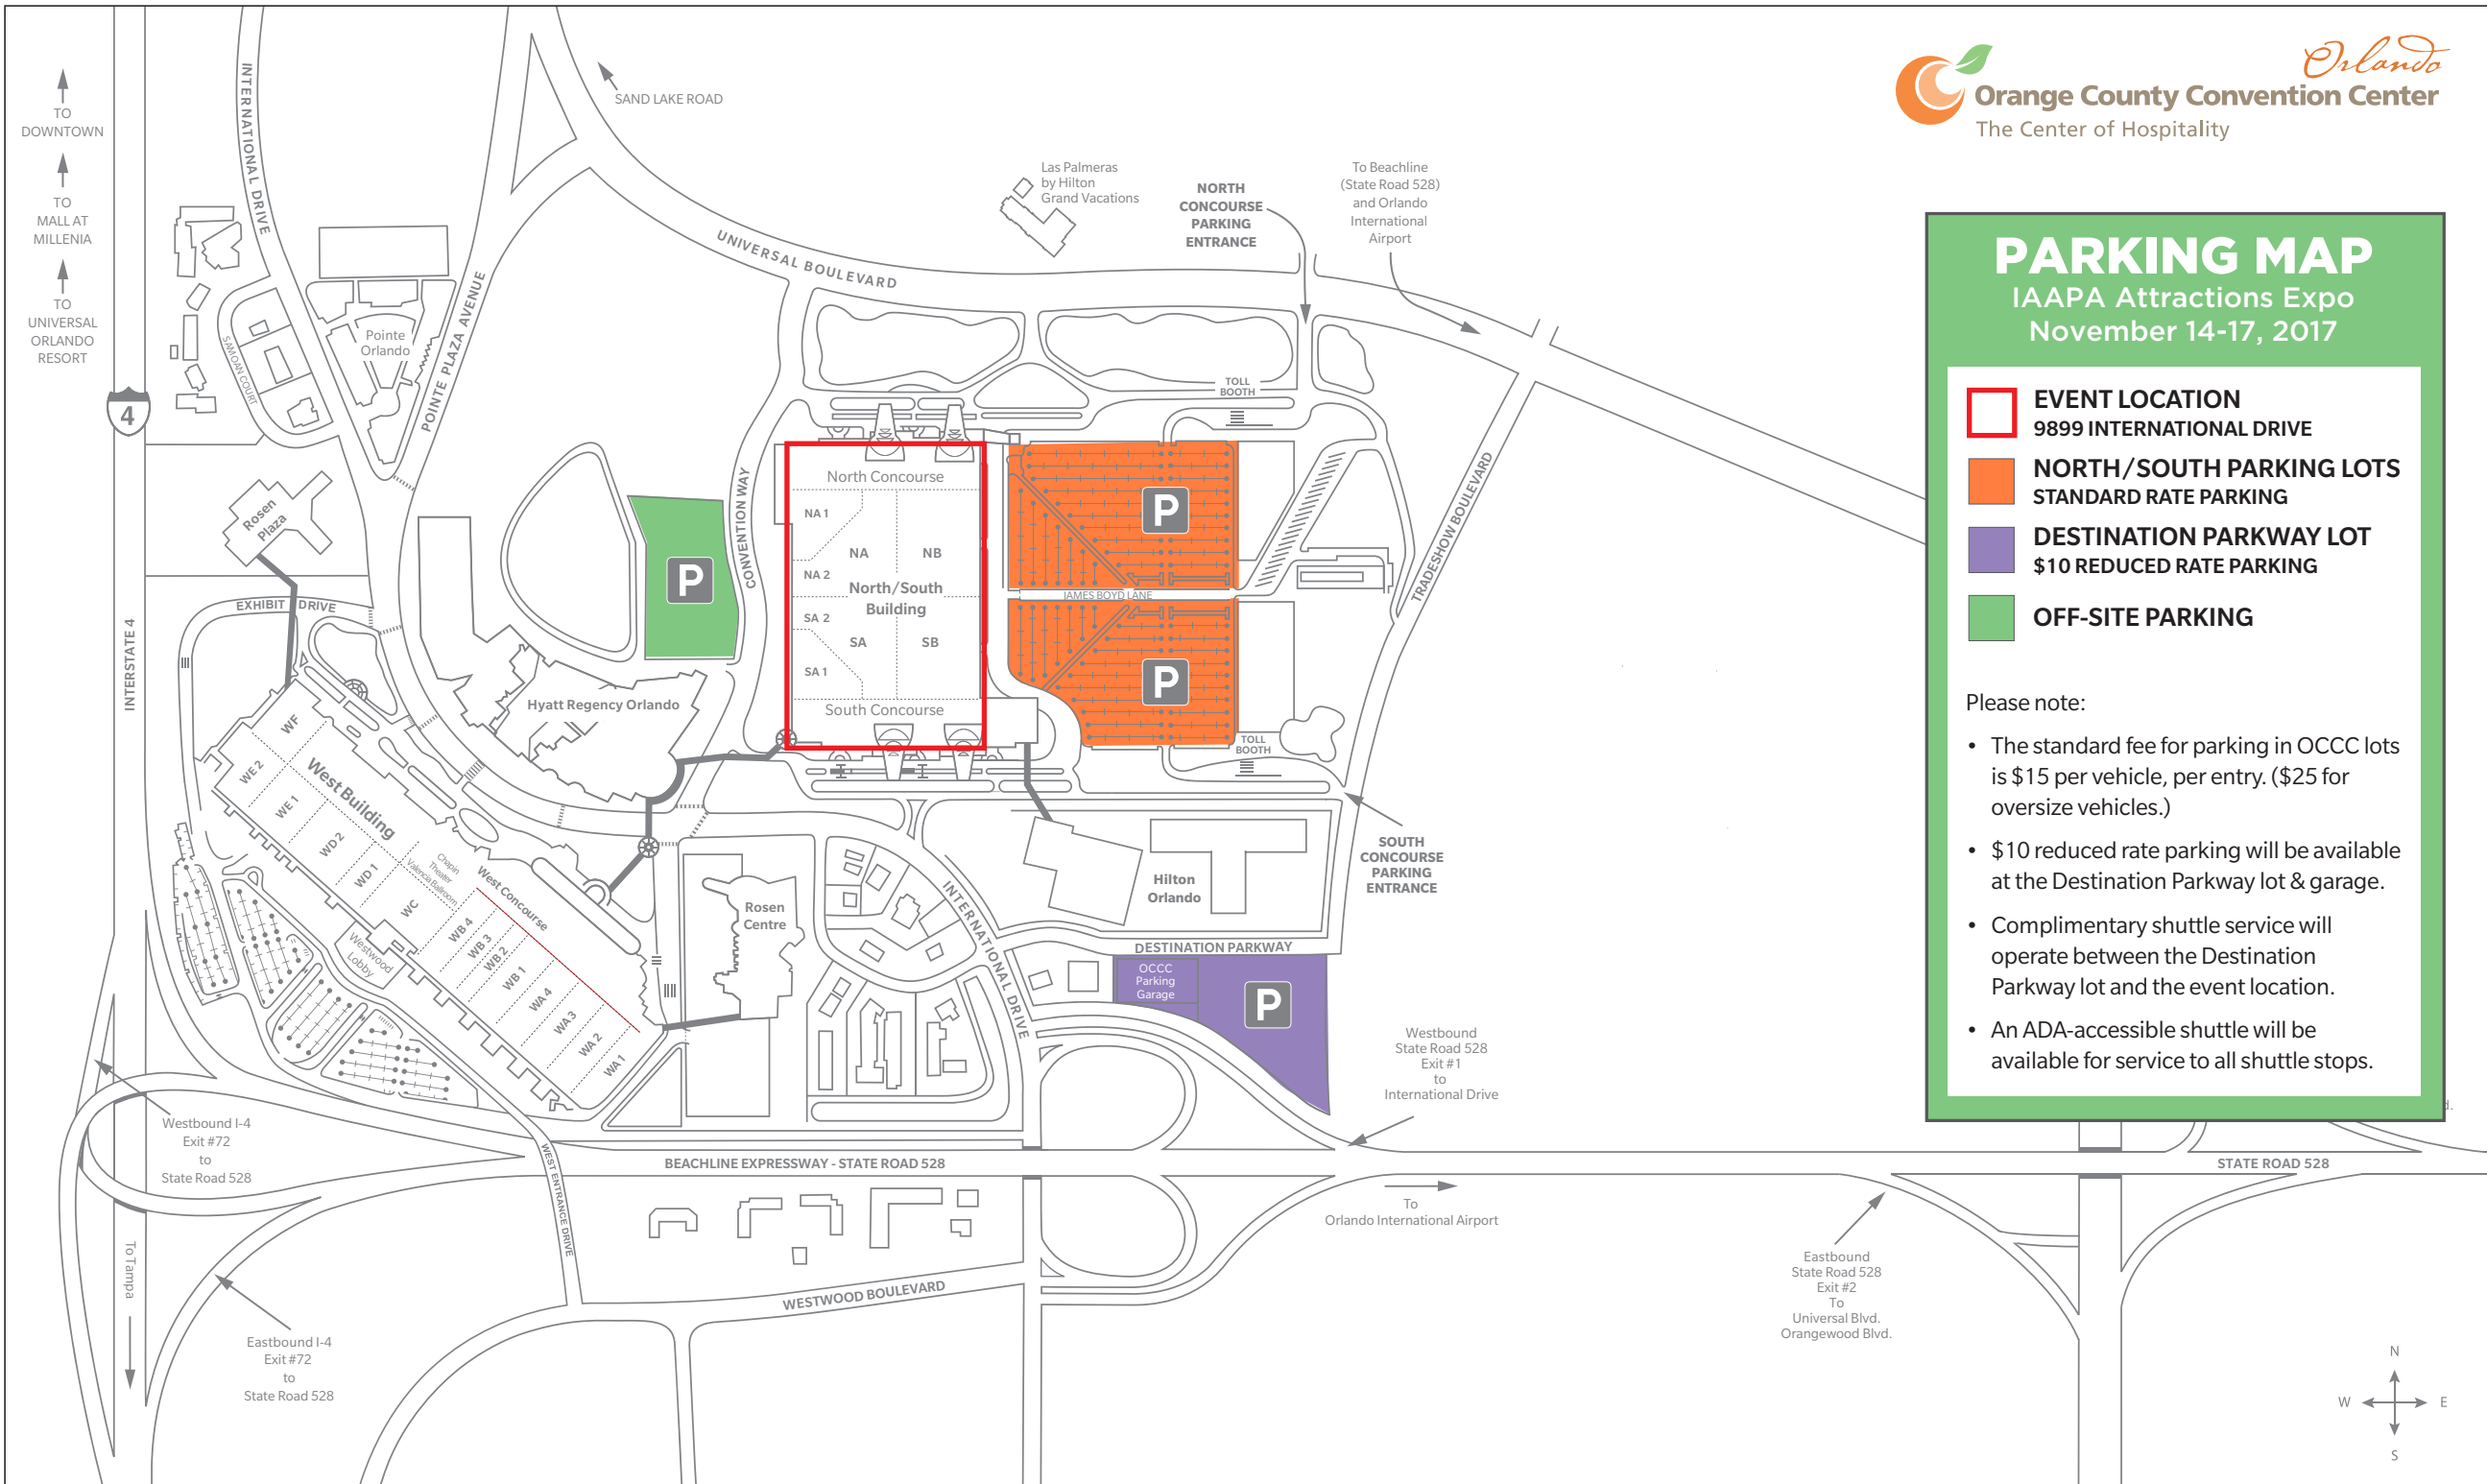 Orlando
Orange County Convention Center
The Center of Hospitality
PARKING MAP
IAAPA Attractions Expo
November 14-17, 2017
EVENT LOCATION
9899 INTERNATIONAL DRIVE
NORTH/SOUTH PARKING LOTS
STANDARD RATE PARKING
DESTINATION PARKWAY LOT
$10 REDUCED RATE PARKING
OFF-SITE PARKING
Please note:
• The standard fee for parking in OCCC lots
is $15 per vehicle, per entry. ($25 for
oversize vehicles.)
• $10 reduced rate parking will be available
at the Destination Parkway lot & garage.
• Complimentary shuttle service will
operate between the Destination
Parkway lot and the event location.
• An ADA-accessible shuttle will be
available for service to all shuttle stops.
TO
DOWNTOWN
TO
MALL AT
MILLENIA
TO
UNIVERSAL
ORLANDO
RESORT
4
INTERSTATE 4
INTERNATIONAL DRIVE
SAND LAKE ROAD
SAMOAN COURT
Pointe
Orlando
POINTE PLAZA AVENUE
UNIVERSAL BOULEVARD
Las Palmeras
by Hilton
Grand Vacations
NORTH
CONCOURSE
PARKING
ENTRANCE
To Beachline
(State Road 528)
and Orlando
International
Airport
TOLL
BOOTH
CONVENTION WAY
North Concourse
NA 1
NA
NB
NA 2
North/South
Building
SA 2
SA
SB
SA 1
South Concourse
P
P
P
JAMES BOYD LANE
TRADESHOW BOULEVARD
TOLL
BOOTH
Rosen
Plaza
EXHIBIT DRIVE
Hyatt Regency Orlando
WF
WE 2
WE 1
WD 2
WD 1
WC
West Building
Chapin
Theater
Valencia Ballroom
West Concourse
WB 4
WB 3
WB 2
WB 1
WA 4
WA 3
WA 2
WA 1
Westwood
Lobby
Rosen
Centre
INTERNATIONAL DRIVE
Hilton
Orlando
SOUTH
CONCOURSE
PARKING
ENTRANCE
DESTINATION PARKWAY
OCCC
Parking
Garage
P
Westbound
State Road 528
Exit #1
to
International Drive
Westbound I-4
Exit #72
to
State Road 528
BEACHLINE EXPRESSWAY - STATE ROAD 528
STATE ROAD 528
d.
WEST ENTRANCE DRIVE
To
Orlando International Airport
To Tampa
WESTWOOD BOULEVARD
Eastbound
State Road 528
Exit #2
To
Universal Blvd.
Orangewood Blvd.
Eastbound I-4
Exit #72
to
State Road 528
N
W
E
S